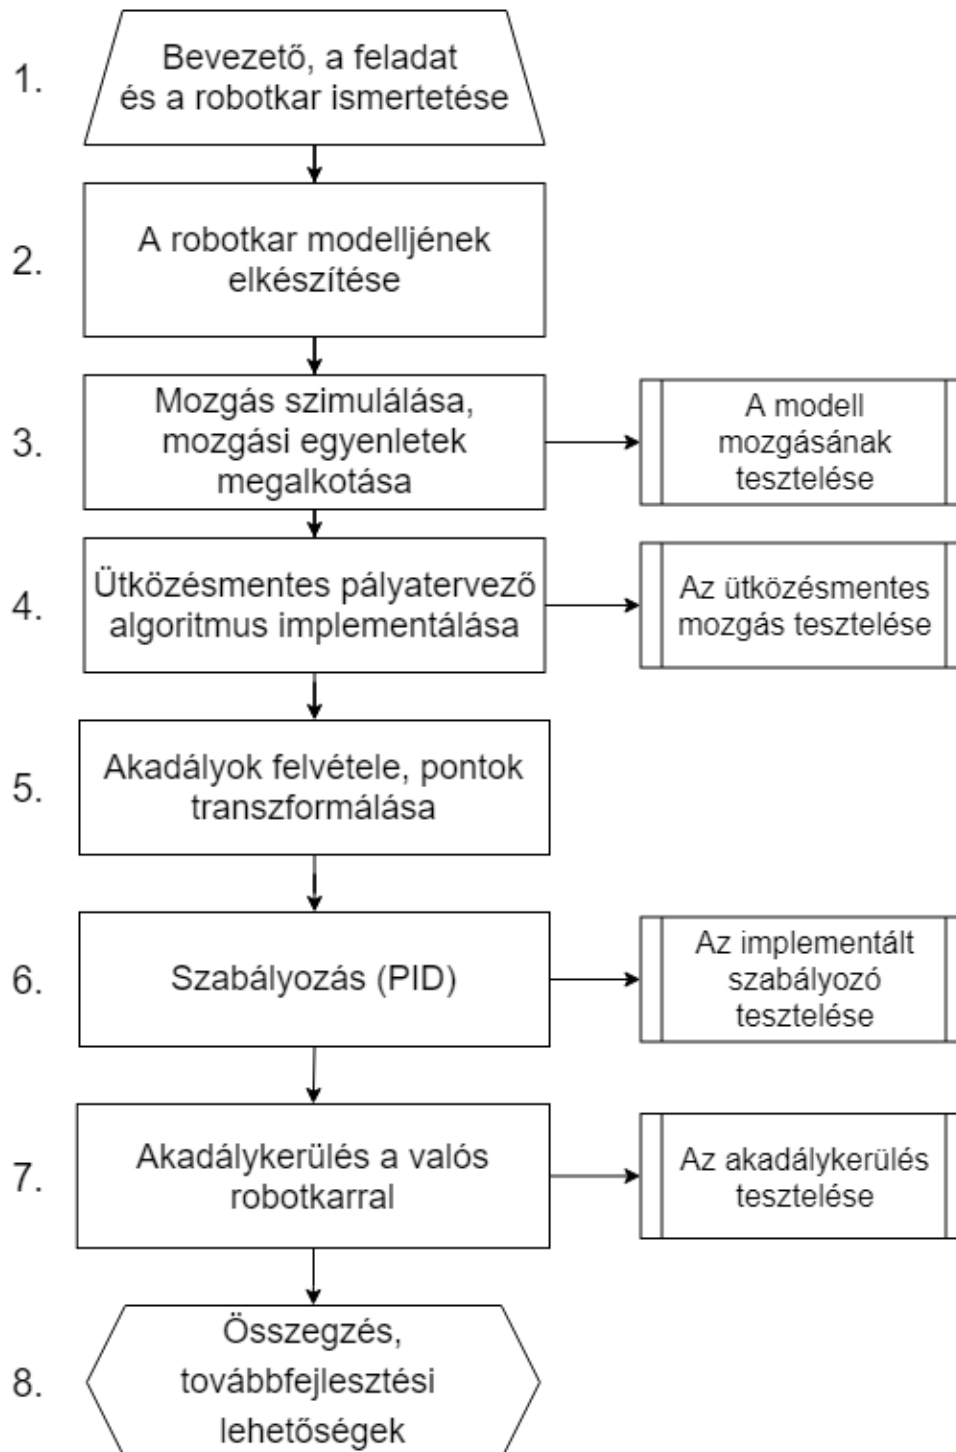 1.
Bevezető, a feladat
és a robotkar ismertetése
2.
A robotkar modelljének
elkészítése
3.
Mozgás szimulálása,
mozgási egyenletek
megalkotása
A modell
mozgásának
tesztelése
4.
Ütközésmentes pályatervező
algoritmus implementálása
Az ütközésmentes
mozgás tesztelése
5.
Akadályok felvétele, pontok
transzformálása
6.
Szabályozás (PID)
Az implementált
szabályozó
tesztelése
7.
Akadálykerülés a valós
robotkarral
Az akadálykerülés
tesztelése
8.
Összegzés,
továbbfejlesztési
lehetőségek